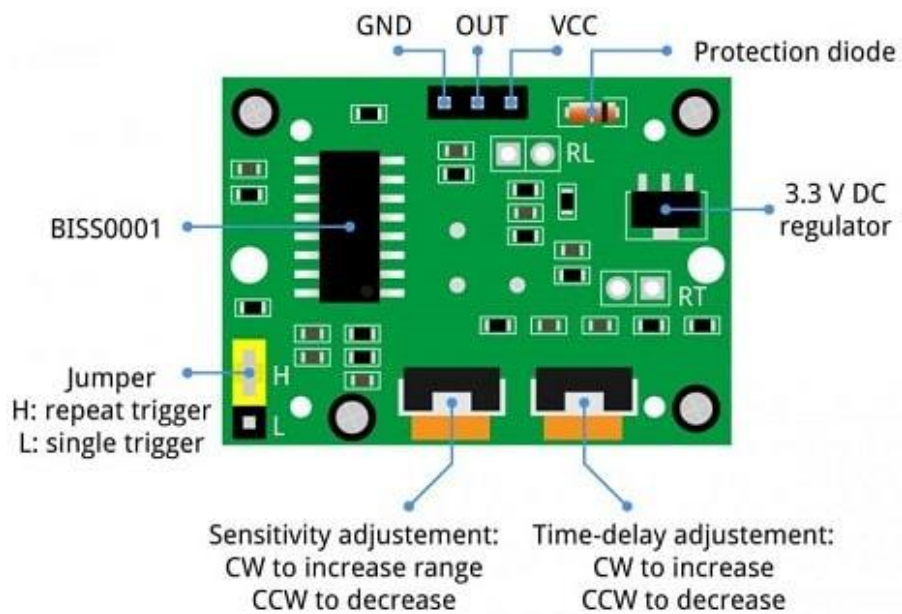 GND OUT VCC
Protection diode
RL
BISS0001
3.3 V DC
regulator
RT
Jumper
H: repeat trigger
L: single trigger
H
L
Sensitivity adjustement:
CW to increase range
CCW to decrease
Time-delay adjustement:
CW to increase
CCW to decrease